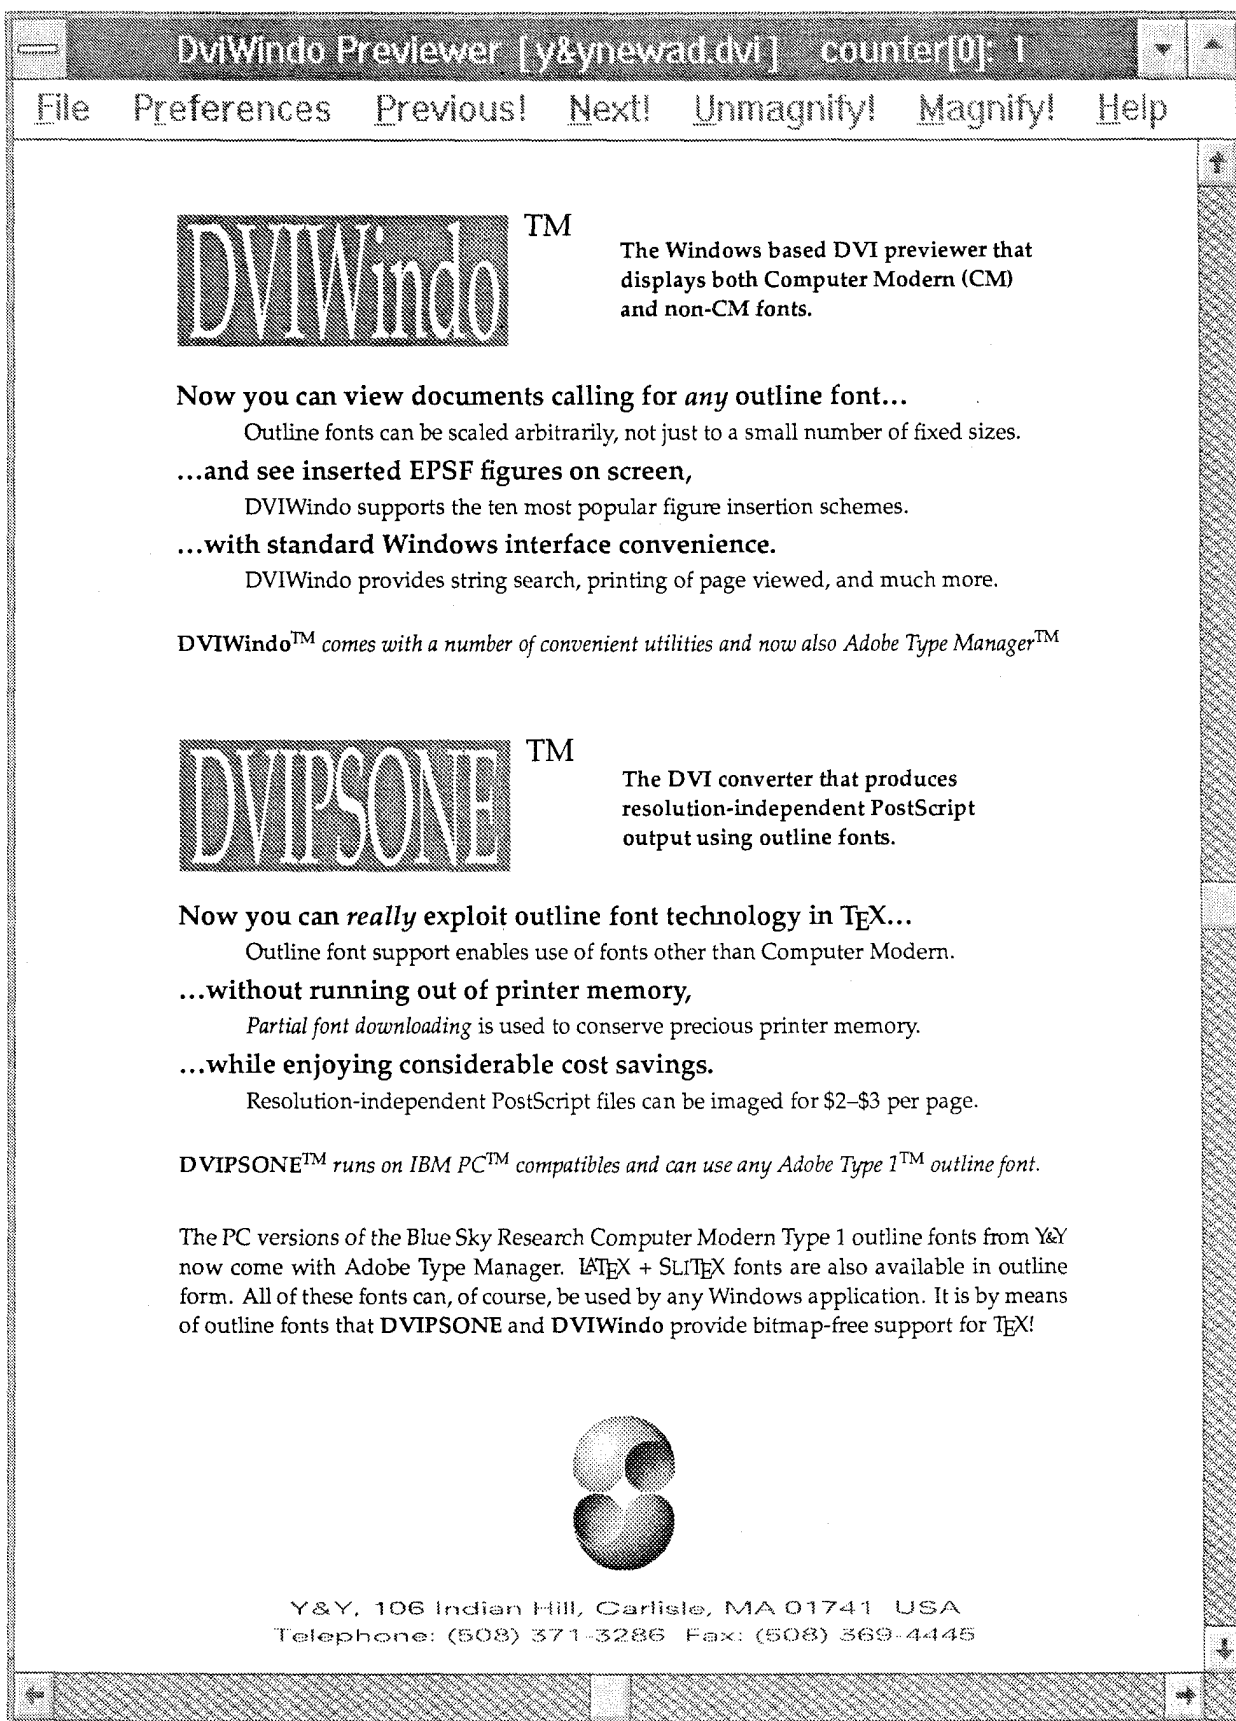 DviWindo Previewer [y&ynewad.dvi] counter[0]: 1
File Preferences Previous! Next! Unmagnify! Magnify! Help
DVIWindo TM
The Windows based DVI previewer that
displays both Computer Modern (CM)
and non-CM fonts.
Now you can view documents calling for any outline font...
Outline fonts can be scaled arbitrarily, not just to a small number of fixed sizes.
...and see inserted EPSF figures on screen,
DVIWindo supports the ten most popular figure insertion schemes.
...with standard Windows interface convenience.
DVIWindo provides string search, printing of page viewed, and much more.
DVIWindo™ comes with a number of convenient utilities and now also Adobe Type Manager™
DVIPSONE TM
The DVI converter that produces
resolution-independent PostScript
output using outline fonts.
Now you can really exploit outline font technology in TEX...
Outline font support enables use of fonts other than Computer Modern.
...without running out of printer memory,
Partial font downloading is used to conserve precious printer memory.
...while enjoying considerable cost savings.
Resolution-independent PostScript files can be imaged for $2–$3 per page.
DVIPSONE™ runs on IBM PC™ compatibles and can use any Adobe Type 1™ outline font.
The PC versions of the Blue Sky Research Computer Modern Type 1 outline fonts from Y&Y
now come with Adobe Type Manager. LATEX + SLITEX fonts are also available in outline
form. All of these fonts can, of course, be used by any Windows application. It is by means
of outline fonts that DVIPSONE and DVIWindo provide bitmap-free support for TEX!
Y&Y, 106 Indian Hill, Carlisle, MA 01741 USA
Telephone: (508) 371-3286 Fax: (508) 369-4445